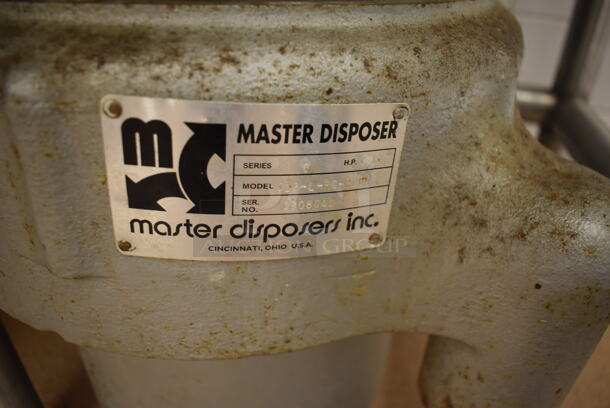 m
MASTER DISPOSER
SERIES H.P.
MODEL
SER. NO.
master disposers inc.
GROUP
CINCINNATI, OHIO U.S.A.